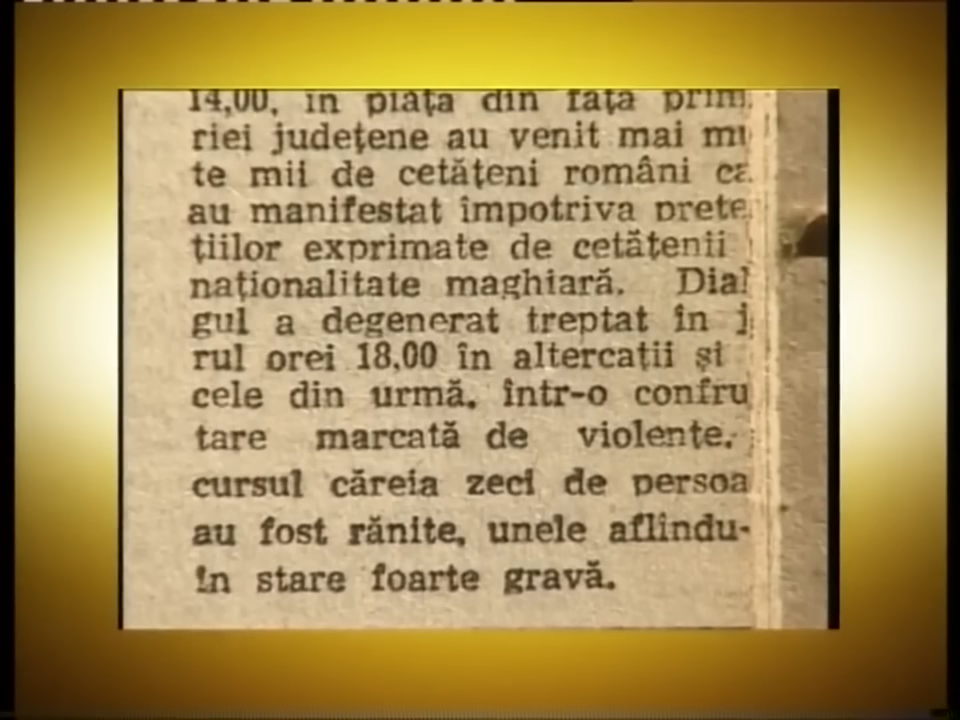 14,00, în piața din fața prim
riei județene au venit mai mu
te mii de cetățeni români ca
au manifestat împotriva prete
țiilor exprimate de cetățenii
naționalitate maghiară. Dial
gul a degenerat treptat în j
rul orei 18,00 în altercații și
cele din urmă, într-o confru
tare marcată de violențe,
cursul căreia zeci de persoa
au fost rănite, unele aflîndu-
în stare foarte gravă.